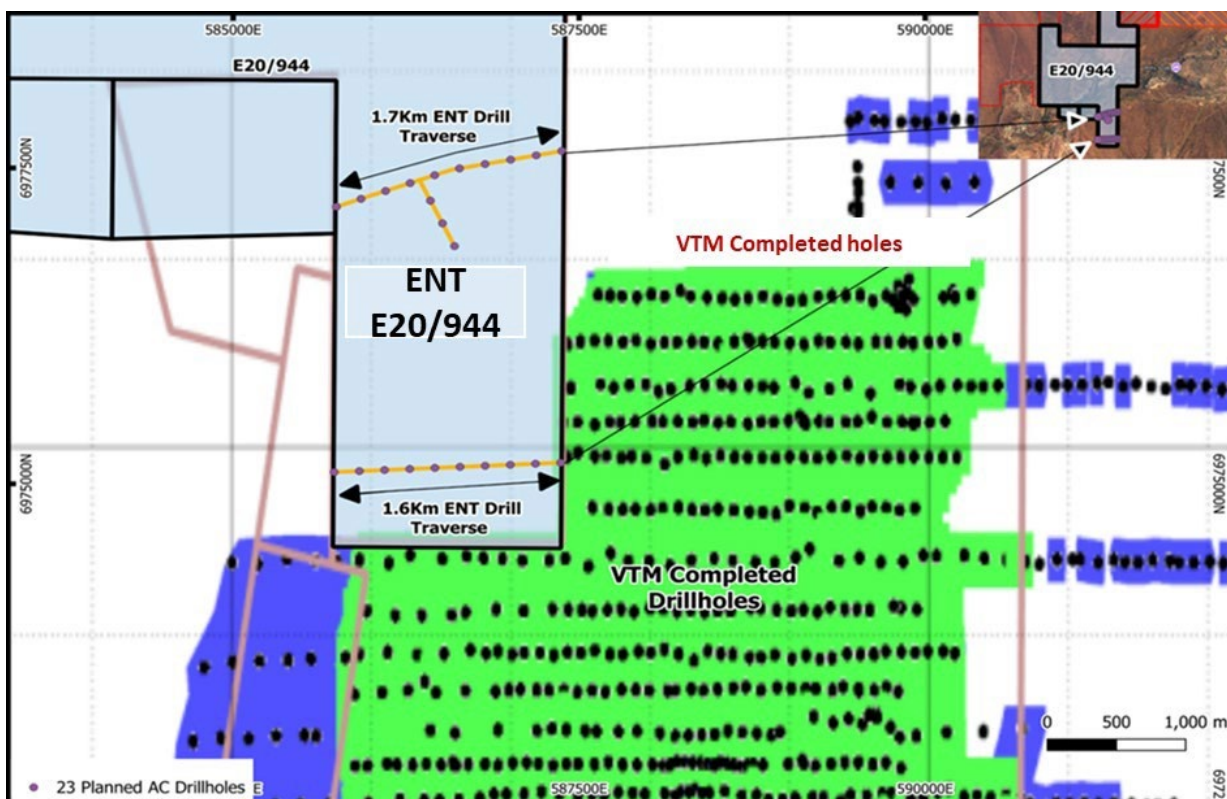 585000E
587500E
590000E
E20/944
E20/944
1.7Km ENT Drill
Traverse
6977500N
7500N
VTM Completed holes
ENT
E20/944
6975000N
6975000N
1.6Km ENT Drill
Traverse
VTM Completed
Drillholes
0 500 1,000 m
23 Planned AC Drillholes E
587500E
590000E
6972